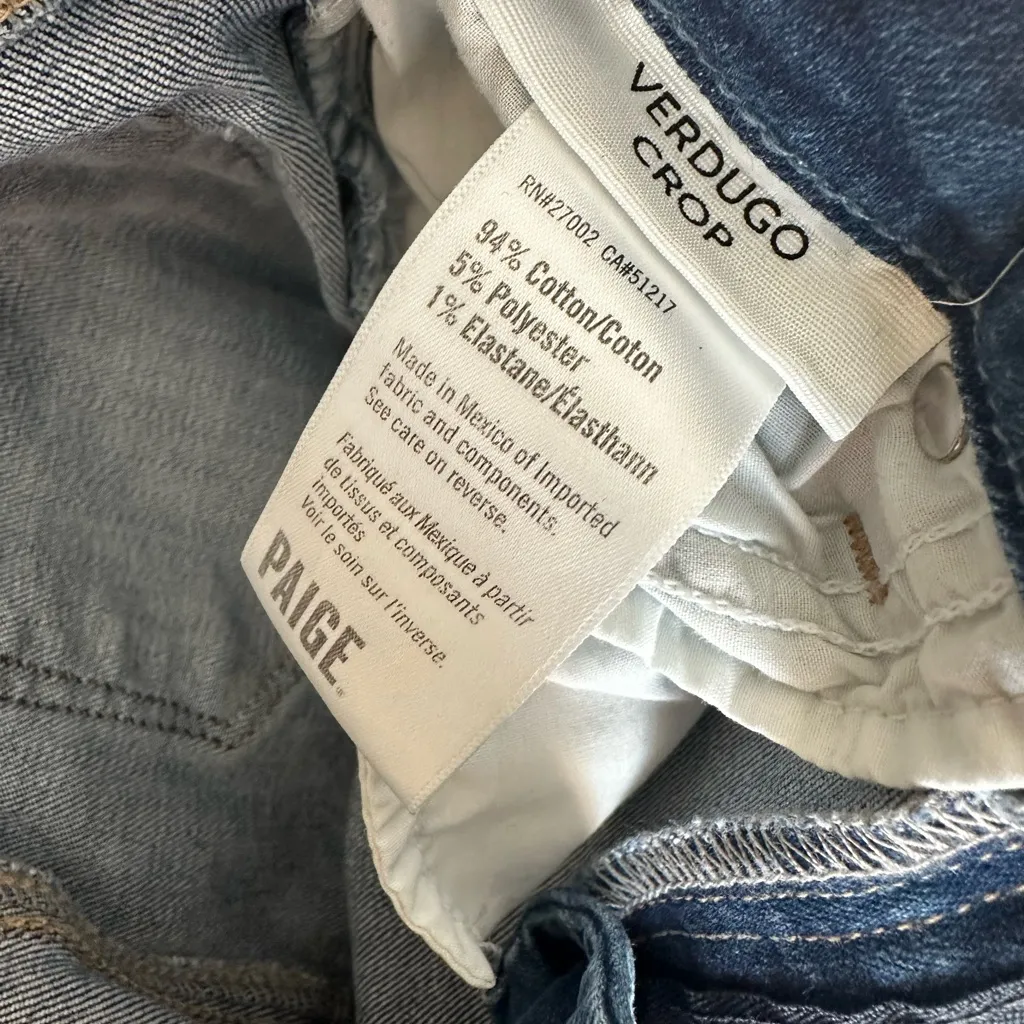 VERDUGO
CROP
RN#27002 CA#51217
94% Cotton/Coton
5% Polyester
1% Elastane/Élasthann
Made in Mexico of Imported
fabric and components.
See care on reverse.
Fabriqué aux Mexique à partir
de tissus et composants
importés
Voir le soin sur l'inverse.
PAIGE